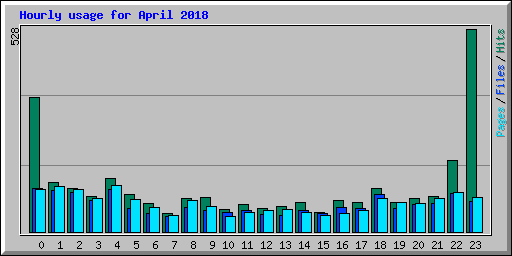 Hourly usage for April 2018
528
Pages / Files / Hits
0 1 2 3 4 5 6 7 8 9 10 11 12 13 14 15 16 17 18 19 20 21 22 23